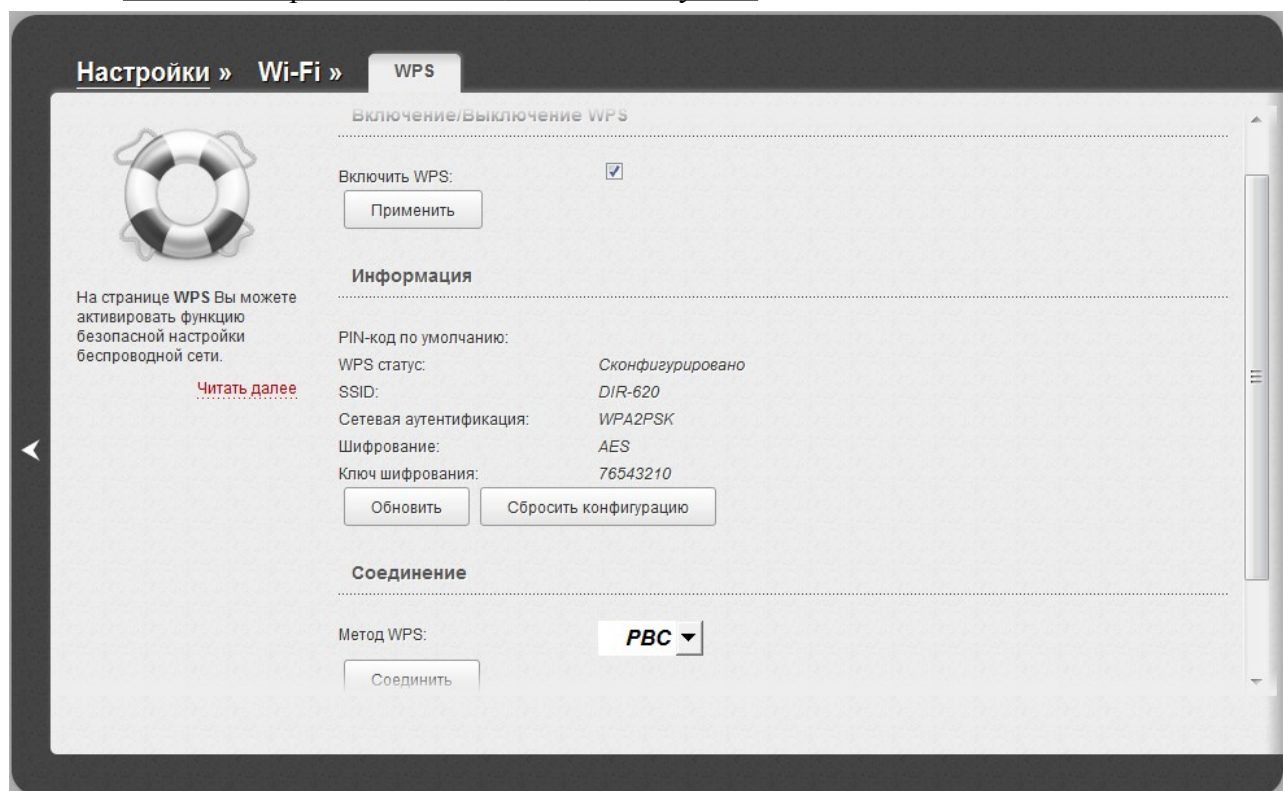 Настройки » Wi-Fi » WPS
Включение/Выключение WPS
Включить WPS:
Применить
На странице WPS Вы можете
активировать функцию
безопасной настройки
беспроводной сети.
Читать далее
Информация
PIN-код по умолчанию:
WPS статус: Сконфигурировано
SSID: DIR-620
Сетевая аутентификация: WPA2PSK
Шифрование: AES
Ключ шифрования: 76543210
Обновить Сбросить конфигурацию
Соединение
Метод WPS: PBC
Соединить